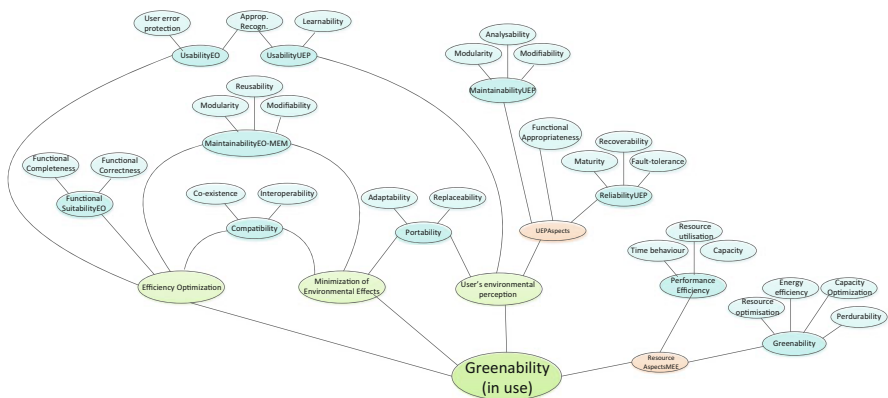 User error
protection
Approp.
Recogn.
Learnability
UsabilityEO
UsabilityUEP
Analysability
Modularity
Modifiability
MaintainabilityUEP
Reusability
Modularity
Modifiability
MaintainabilityEO-MEM
Functional
Appropriateness
Recoverability
Maturity
Fault-tolerance
ReliabilityUEP
Functional
Completeness
Functional
Correctness
Functional
SuitabilityEO
Co-existence
Interoperability
Compatibility
Adaptability
Replaceability
Portability
UEPAspects
Resource
utilisation
Time behaviour
Capacity
Performance
Efficiency
Efficiency Optimization
Minimization of
Environmental Effects
User's environmental
perception
Energy
efficiency
Capacity
Optimization
Resource
optimisation
Perdurability
Greenability
Resource
AspectsMEE
Greenability
(in use)